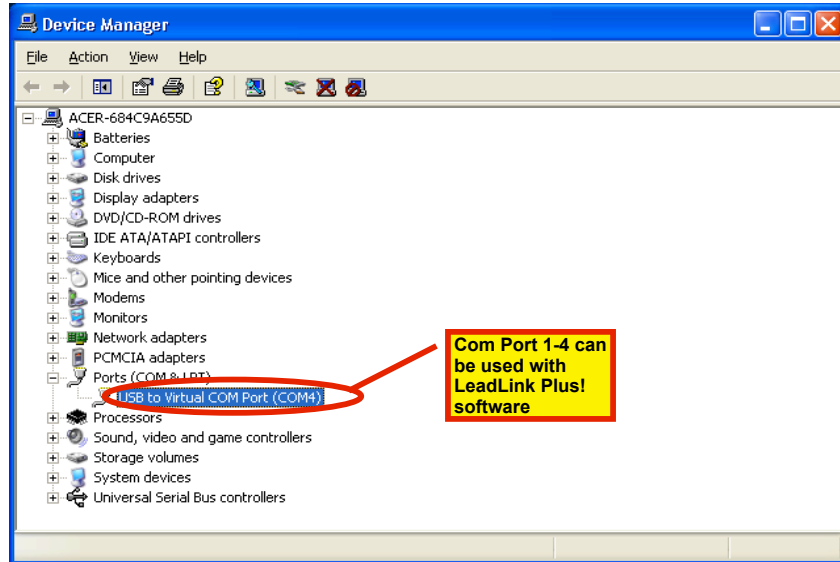 Device Manager
File Action View Help
ACER-684C9A655D
Batteries
Computer
Disk drives
Display adapters
DVD/CD-ROM drives
IDE ATA/ATAPI controllers
Keyboards
Mice and other pointing devices
Modems
Monitors
Network adapters
PCMCIA adapters
Ports (COM & LPT)
USB to Virtual COM Port (COM4)
Processors
Sound, video and game controllers
Storage volumes
System devices
Universal Serial Bus controllers
Com Port 1-4 can
be used with
LeadLink Plus!
software